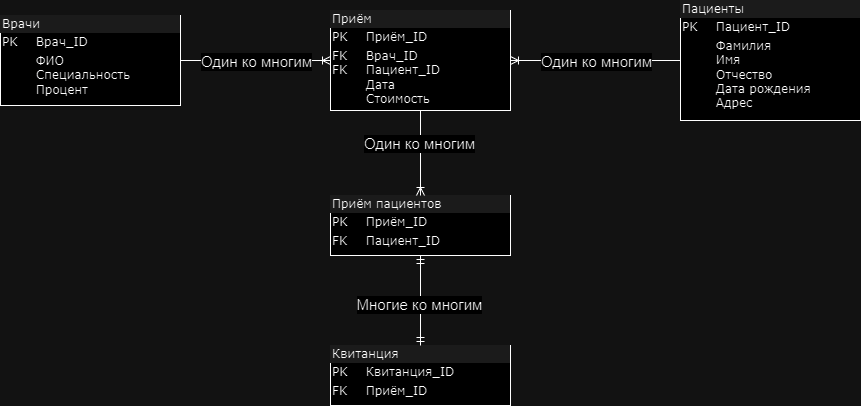 Врачи
PK Врач_ID
ФИО
Специальность
Процент
Один ко многим
Приём
PK Приём_ID
FK Врач_ID
FK Пациент_ID
Дата
Стоимость
Один ко многим
Пациенты
PK Пациент_ID
Фамилия
Имя
Отчество
Дата рождения
Адрес
Один ко многим
Приём пациентов
PK Приём_ID
FK Пациент_ID
Многие ко многим
Квитанция
PK Квитанция_ID
FK Приём_ID